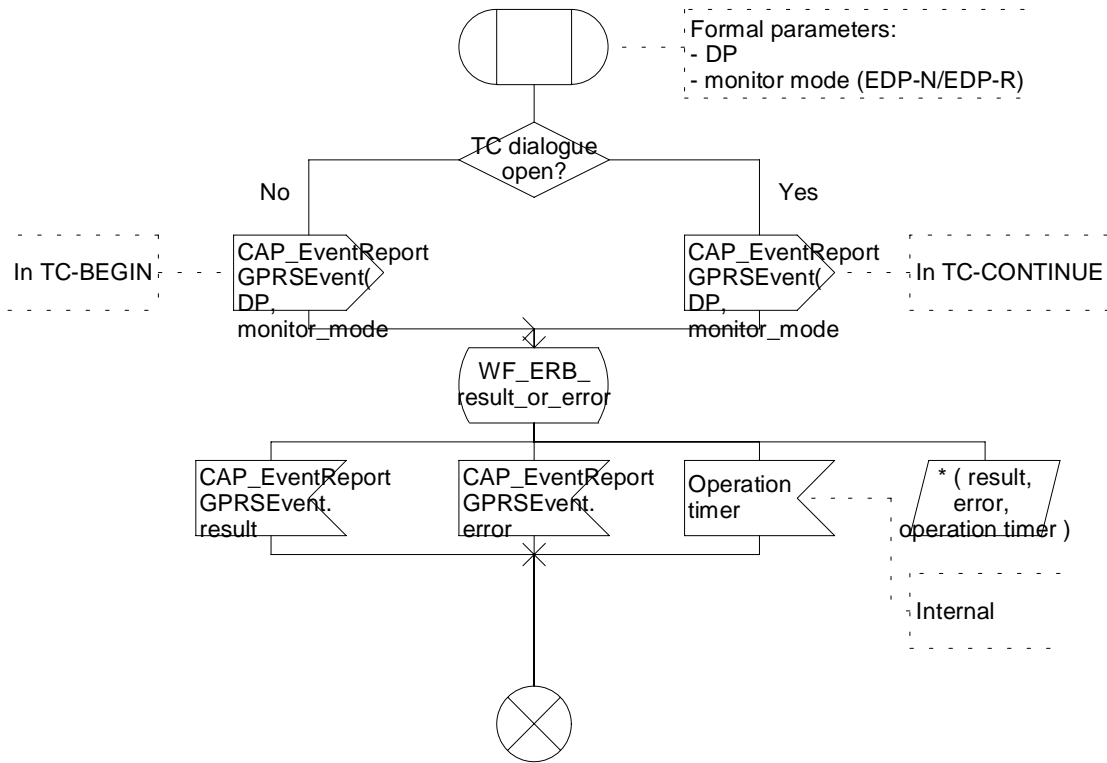 Formal parameters:
- DP
- monitor mode (EDP-N/EDP-R)
TC dialogue
open?
No
Yes
In TC-BEGIN
CAP_EventReport
GPRSEvent(
DP,
monitor_mode
CAP_EventReport
GPRSEvent(
DP,
monitor_mode
In TC-CONTINUE
WF_ERB_
result_or_error
CAP_EventReport
GPRSEvent.
result
CAP_EventReport
GPRSEvent.
error
Operation
timer
* ( result,
error,
operation timer )
Internal